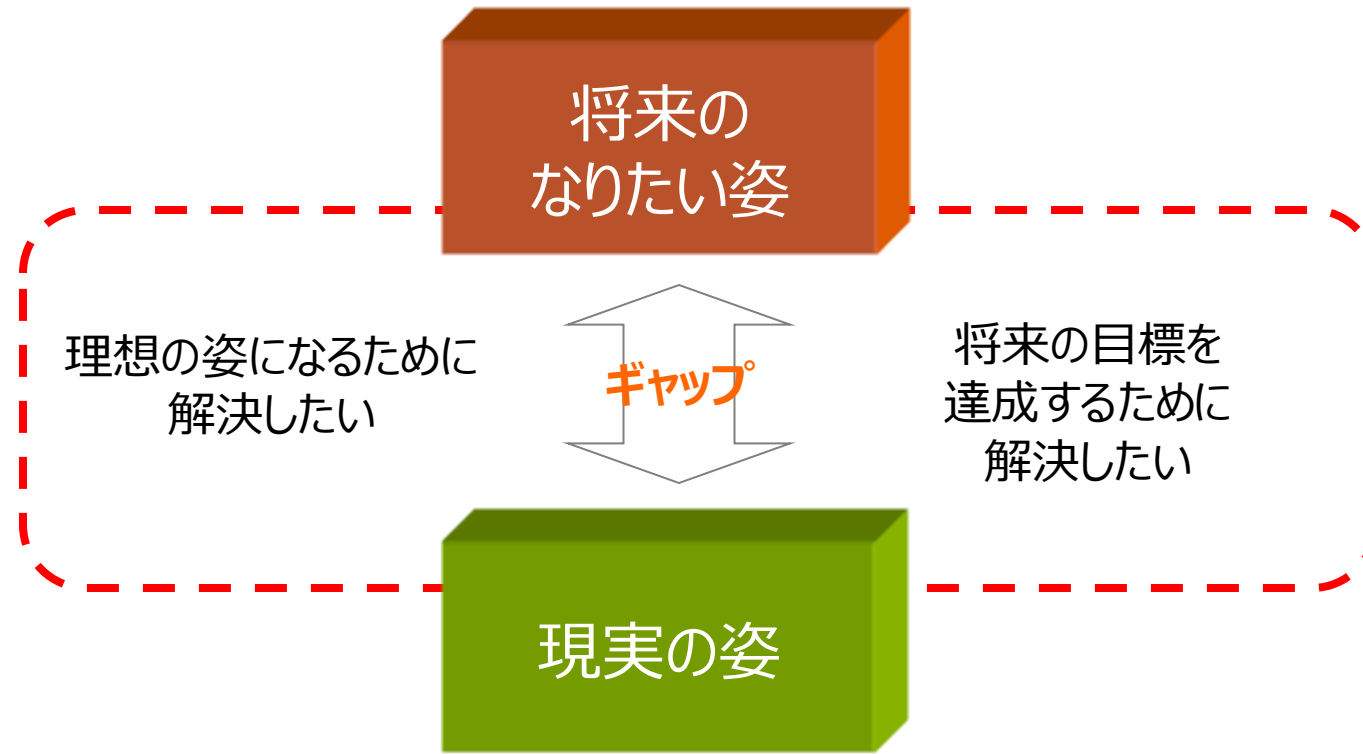 将来の
なりたい姿
理想の姿になるために
解決したい
ギャップ
将来の目標を
達成するために
解決したい
現実の姿